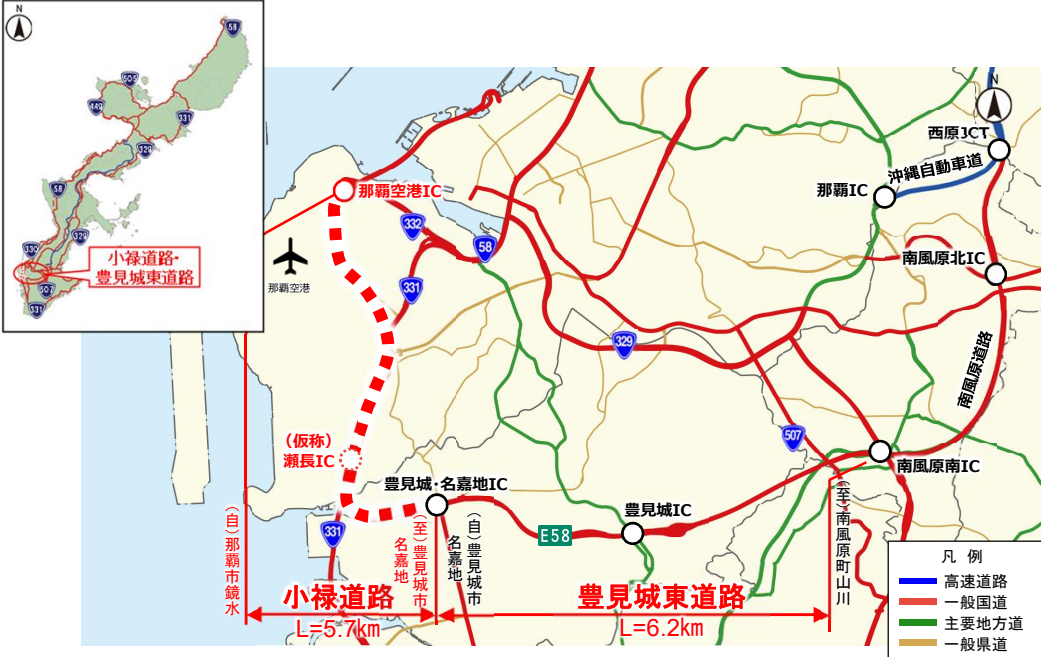 N
58
505
449
331
329
58
330
329
小禄道路・
豊見城東道路
507
331
N
西原JCT
沖縄自動車道
那覇IC
那覇空港IC
332
58
南風原北IC
那覇空港
331
329
南風原道路
(仮称)
瀬長IC
507
南風原南IC
豊見城・名嘉地IC
豊見城IC
E58
331
(自)那覇市鏡水
(至)豊見城市
名嘉地
(自)豊見城市
名嘉地
(至)南風原町山川
小禄道路
L=5.7km
豊見城東道路
L=6.2km
凡 例
高速道路
一般国道
主要地方道
一般県道